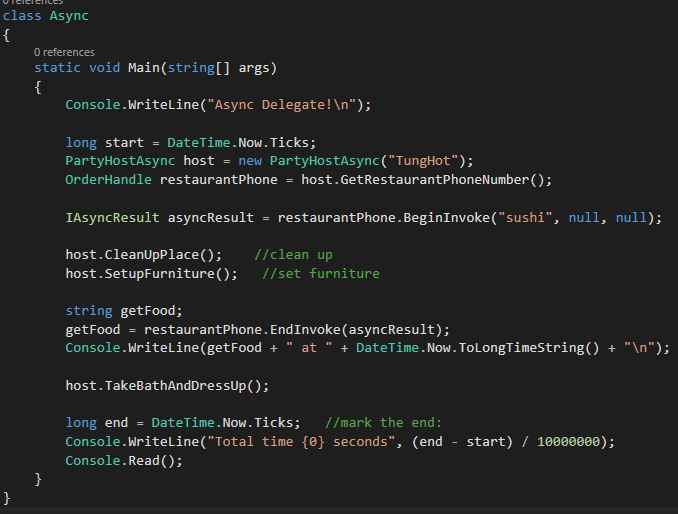 0 references
class Async
{
0 references
static void Main(string[] args)
{
Console.WriteLine("Async Delegate!\n");
long start = DateTime.Now.Ticks;
PartyHostAsync host = new PartyHostAsync("TungHot");
OrderHandle restaurantPhone = host.GetRestaurantPhoneNumber();
IAsyncResult asyncResult = restaurantPhone.BeginInvoke("sushi", null, null);
host.CleanUpPlace();    //clean up
host.SetupFurniture();   //set furniture
string getFood;
getFood = restaurantPhone.EndInvoke(asyncResult);
Console.WriteLine(getFood + " at " + DateTime.Now.ToLongTimeString() + "\n");
host.TakeBathAndDressUp();
long end = DateTime.Now.Ticks;   //mark the end:
Console.WriteLine("Total time {0} seconds", (end - start) / 10000000);
Console.Read();
}
}